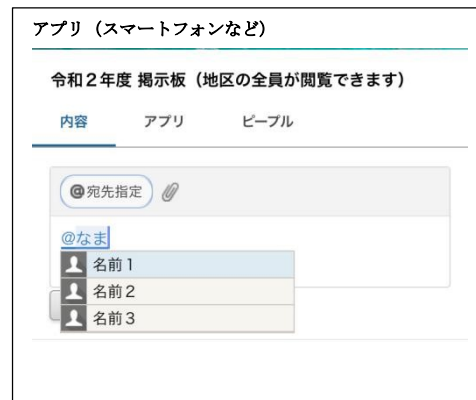 アプリ（スマートフォンなど）
令和２年度 掲示板（地区の全員が閲覧できます）
内容 アプリ ピープル
@宛先指定
@なま
名前１
名前２
名前３